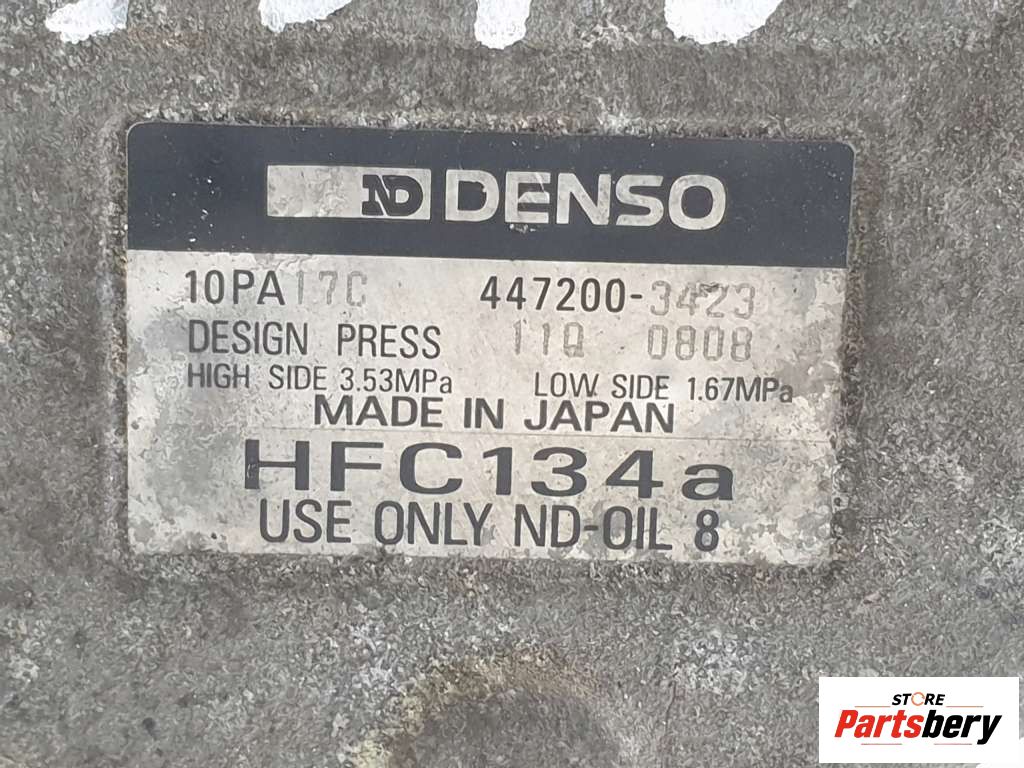 ND DENSO
10PA17C 447200-3423
DESIGN PRESS 11Q 0808
HIGH SIDE 3.53MPa LOW SIDE 1.67MPa
MADE IN JAPAN
HFC134a
USE ONLY ND-OIL 8
STORE
Partsbery